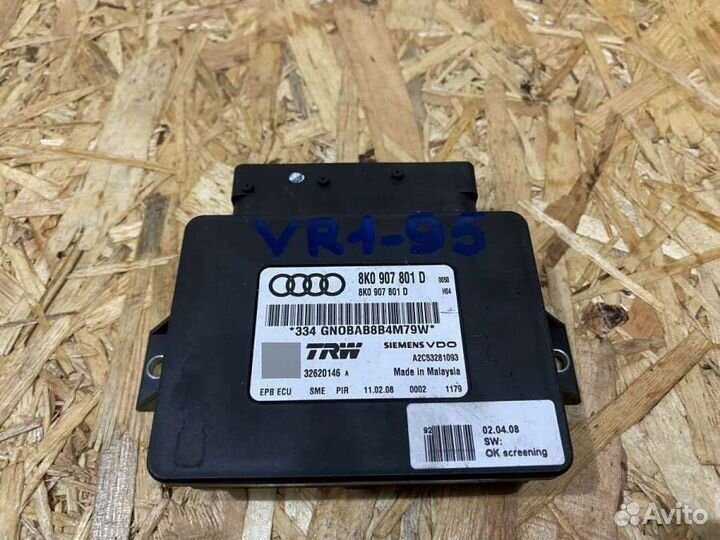 VR1-95
8K0 907 801 D 0050
8K0 907 801 D H04
*334 GNOBAB8B4M79W*
TRW SIEMENS VDO
A2C53281093
32620146 A Made in Malaysia
EPB ECU SME PIR 11.02.08 0002 1179
92 02.04.08
SW:
OK screening
Avito